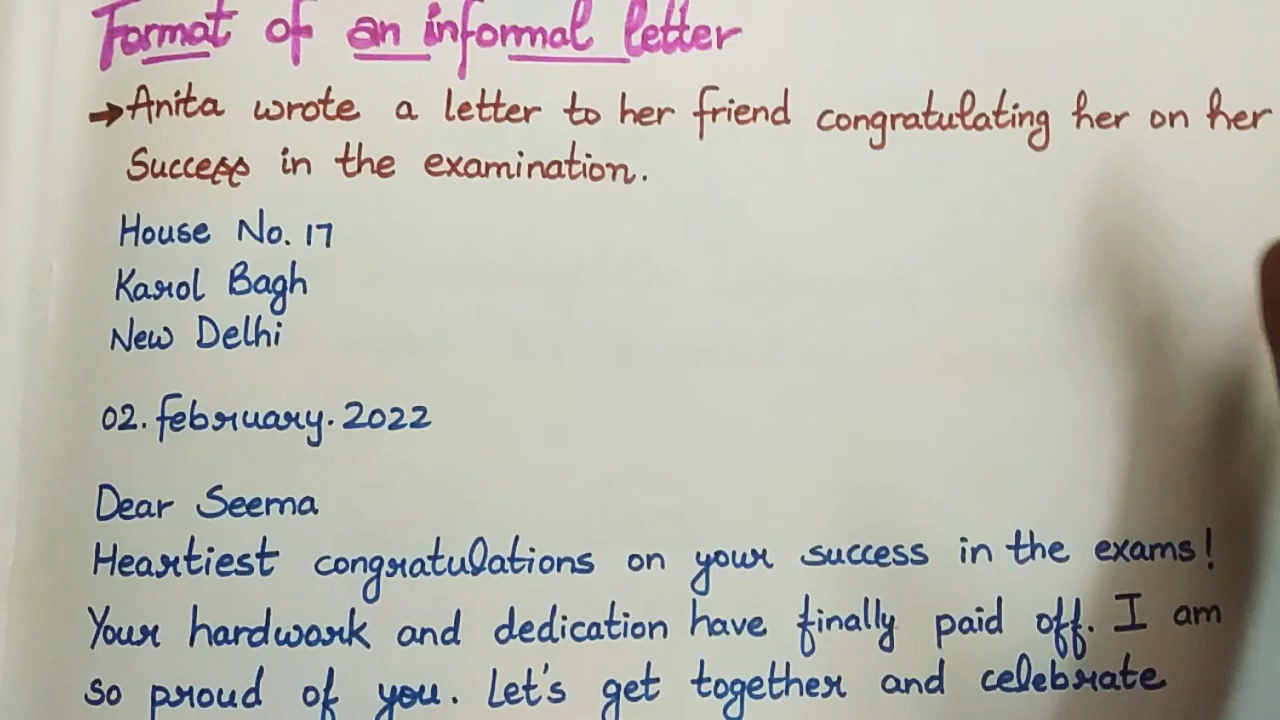 Format of an informal letter
→Anita wrote a letter to her friend congratulating her on her
Success in the examination.
House No. 17
Karol Bagh
New Delhi
02. february. 2022
Dear Seema
Heartiest congratulations on your success in the exams!
Your hardwork and dedication have finally paid off. I am
so proud of you. Let's get together and celebrate